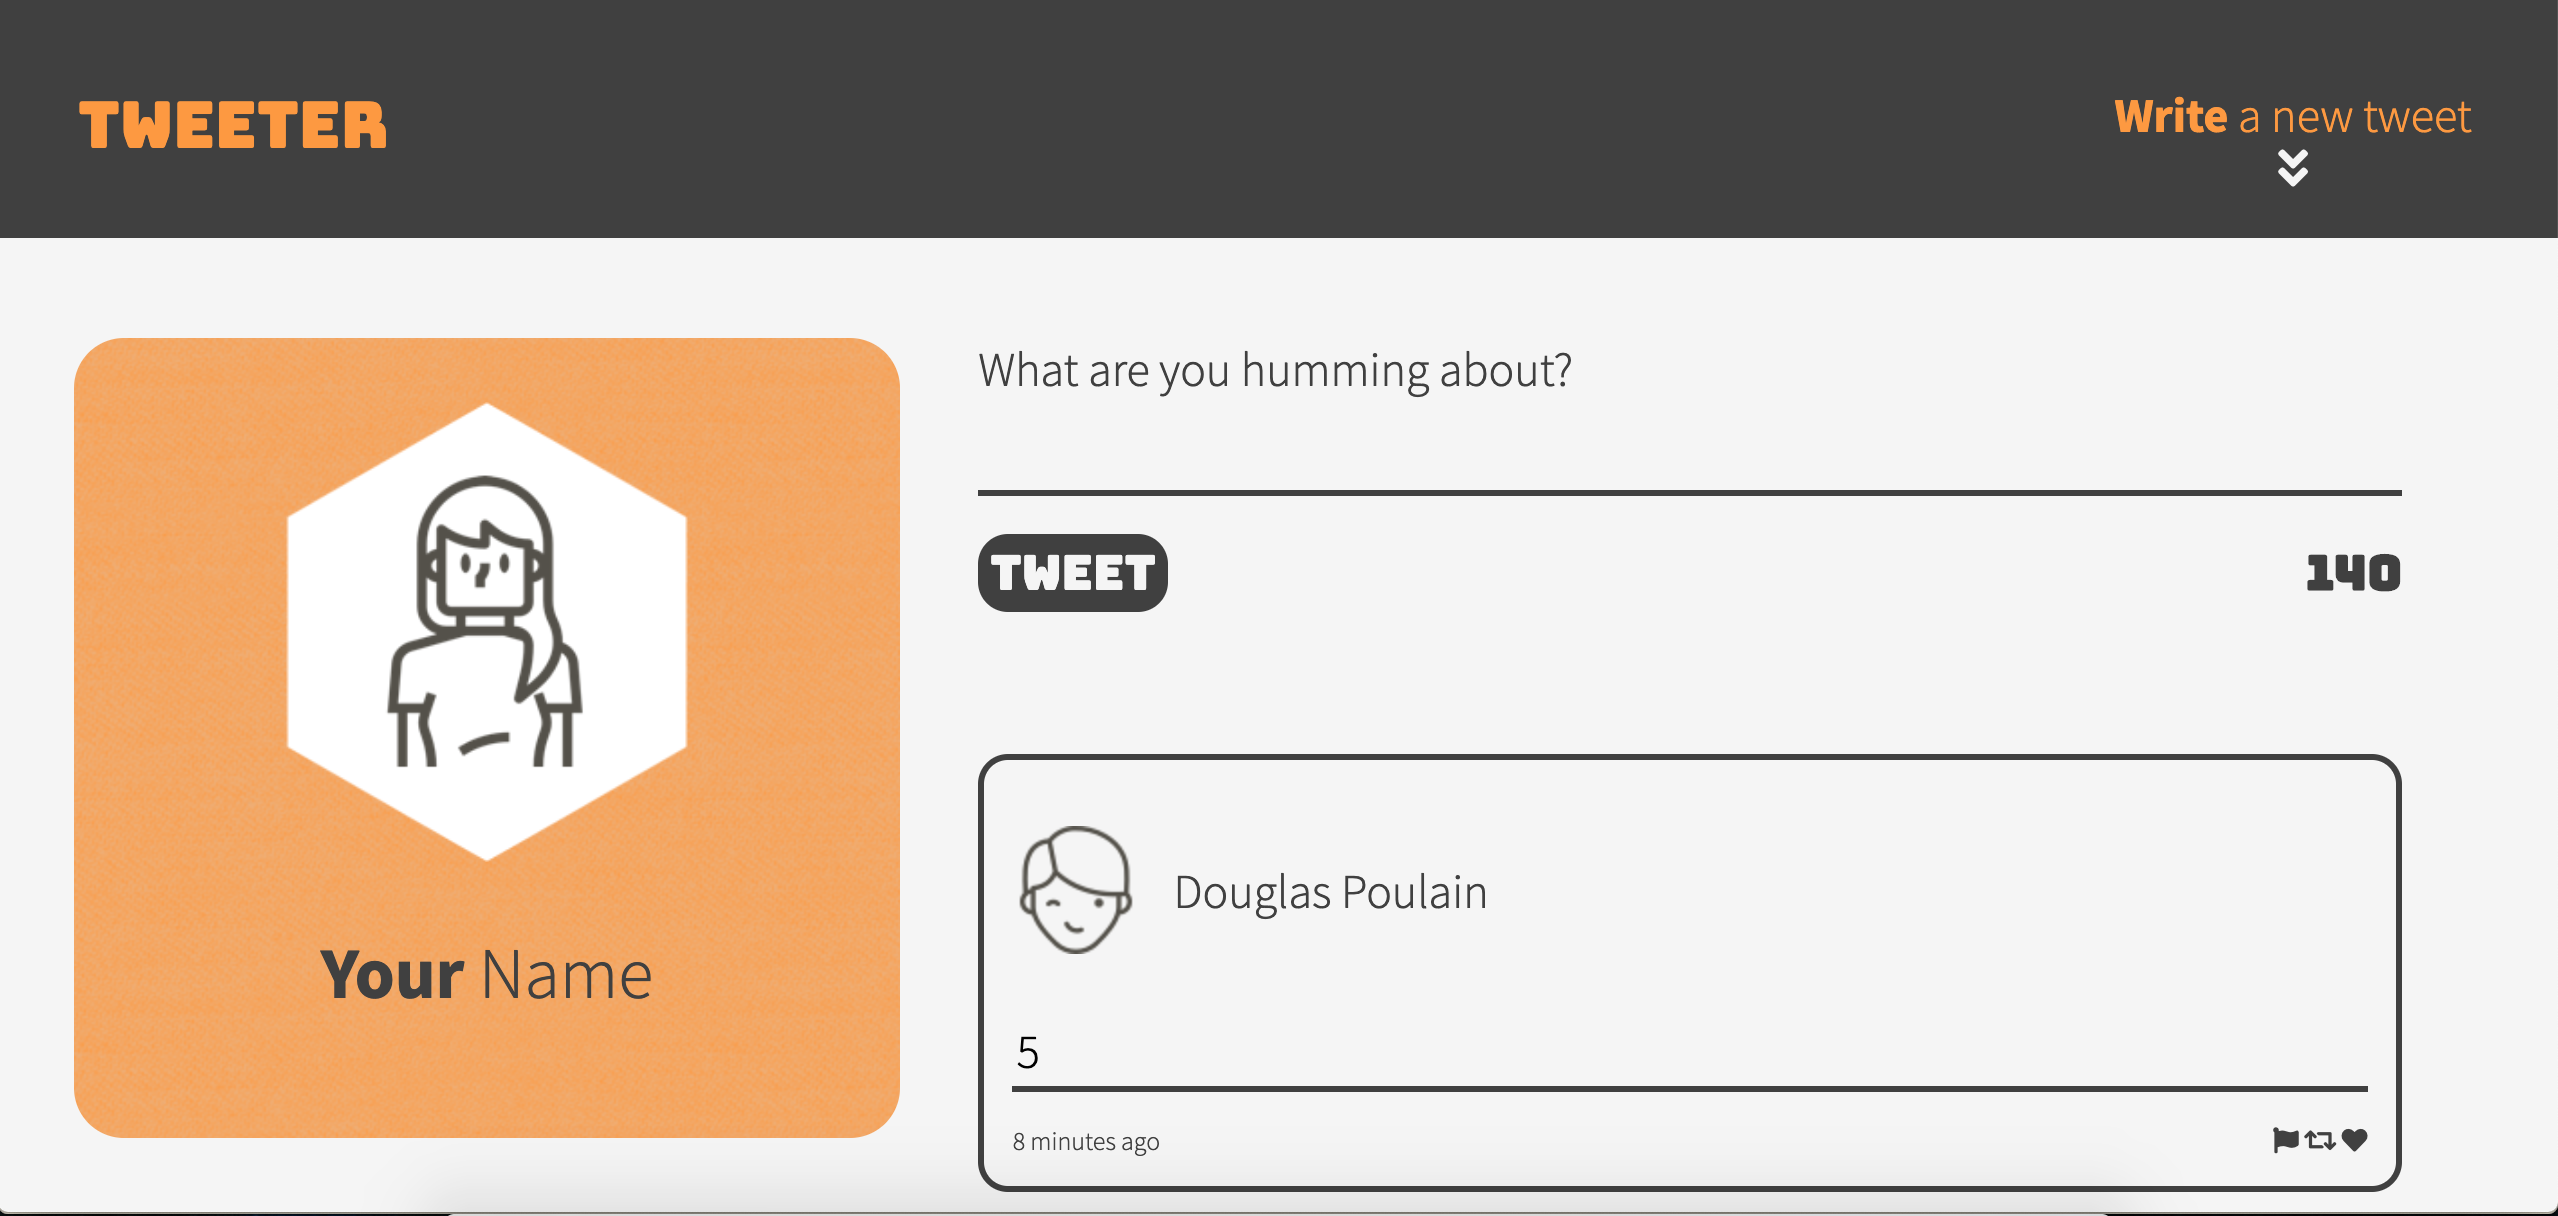 TWEETER
Write a new tweet
What are you humming about?
TWEET
140
Your Name
Douglas Poulain
5
8 minutes ago